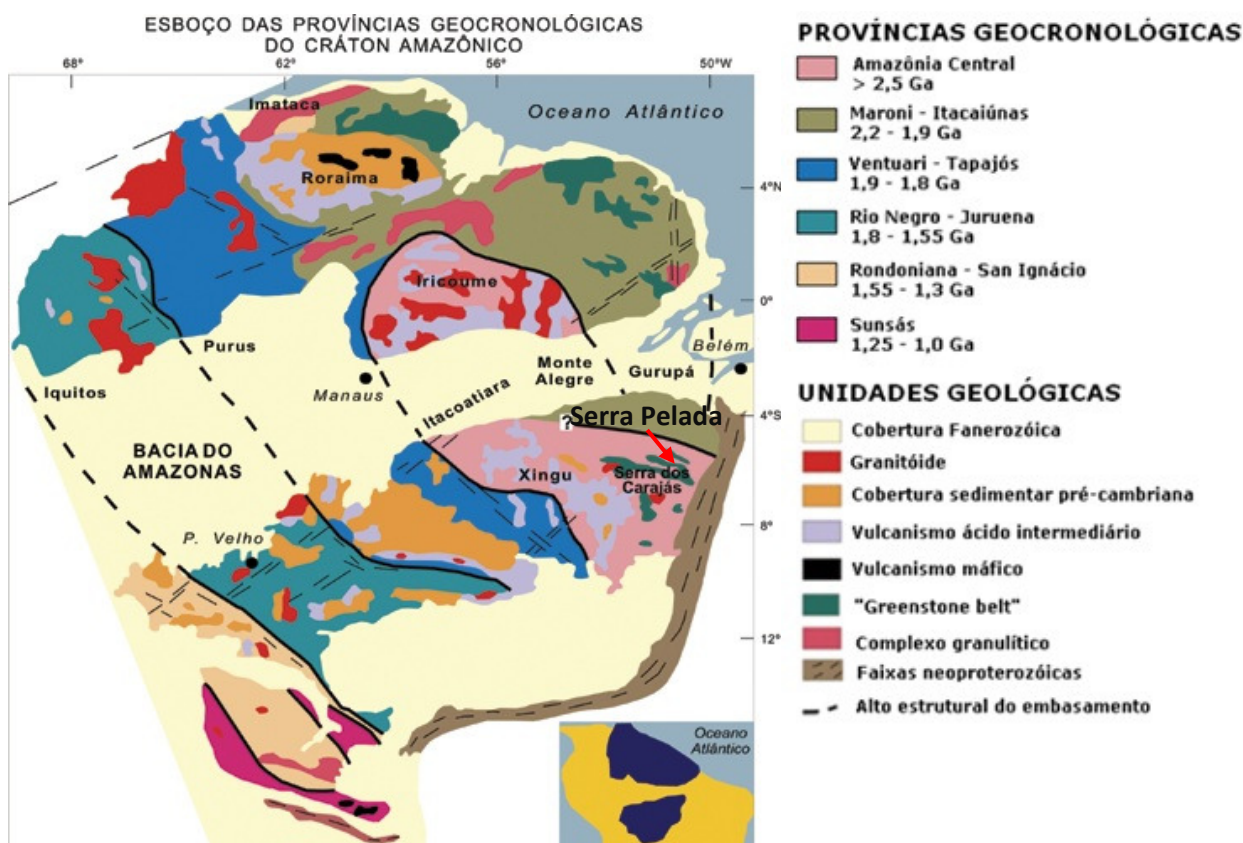 ESBOÇO DAS PROVÍNCIAS GEOCRONOLÓGICAS
DO CRÁTON AMAZÔNICO
68°
62°
56°
50°W
Imataca
Oceano Atlântico
Roraima
4°N
Iricoume
0°
Purus
Belém
Monte
Alegre
Gurupá
Iquitos
Manaus
Itacoatiara
4°S
?
Serra Pelada
BACIA DO
AMAZONAS
Xingu
Serra dos
Carajás
8°
P. Velho
12°
Oceano
Atlântico
PROVÍNCIAS GEOCRONOLÓGICAS
Amazônia Central
> 2,5 Ga
Maroni - Itacaiúnas
2,2 - 1,9 Ga
Ventuari - Tapajós
1,9 - 1,8 Ga
Rio Negro - Juruena
1,8 - 1,55 Ga
Rondoniana - San Ignácio
1,55 - 1,3 Ga
Sunsás
1,25 - 1,0 Ga
UNIDADES GEOLÓGICAS
Cobertura Fanerozóica
Granitóide
Cobertura sedimentar pré-cambriana
Vulcanismo ácido intermediário
Vulcanismo máfico
"Greenstone belt"
Complexo granulítico
Faixas neoproterozóicas
Alto estrutural do embasamento